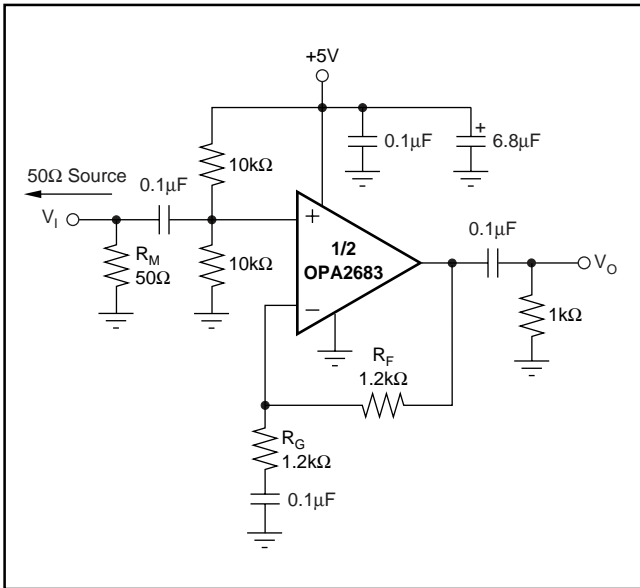 +5V
0.1μF
+
6.8μF
50Ω Source
0.1μF
10kΩ
V_I
R_M
50Ω
10kΩ
+
1/2
OPA2683
−
0.1μF
V_O
1kΩ
R_F
1.2kΩ
R_G
1.2kΩ
0.1μF